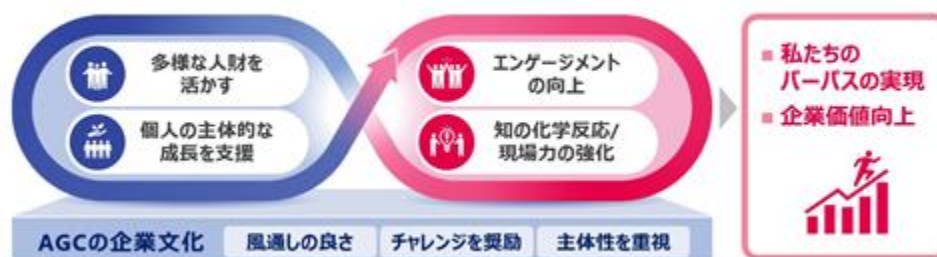 多様な人財を
活かす
個人の主体的な
成長を支援
エンゲージメント
の向上
知の化学反応/
現場力の強化
■ 私たちの
パーパスの実現
■ 企業価値向上
AGCの企業文化
風通しの良さ
チャレンジを奨励
主体性を重視